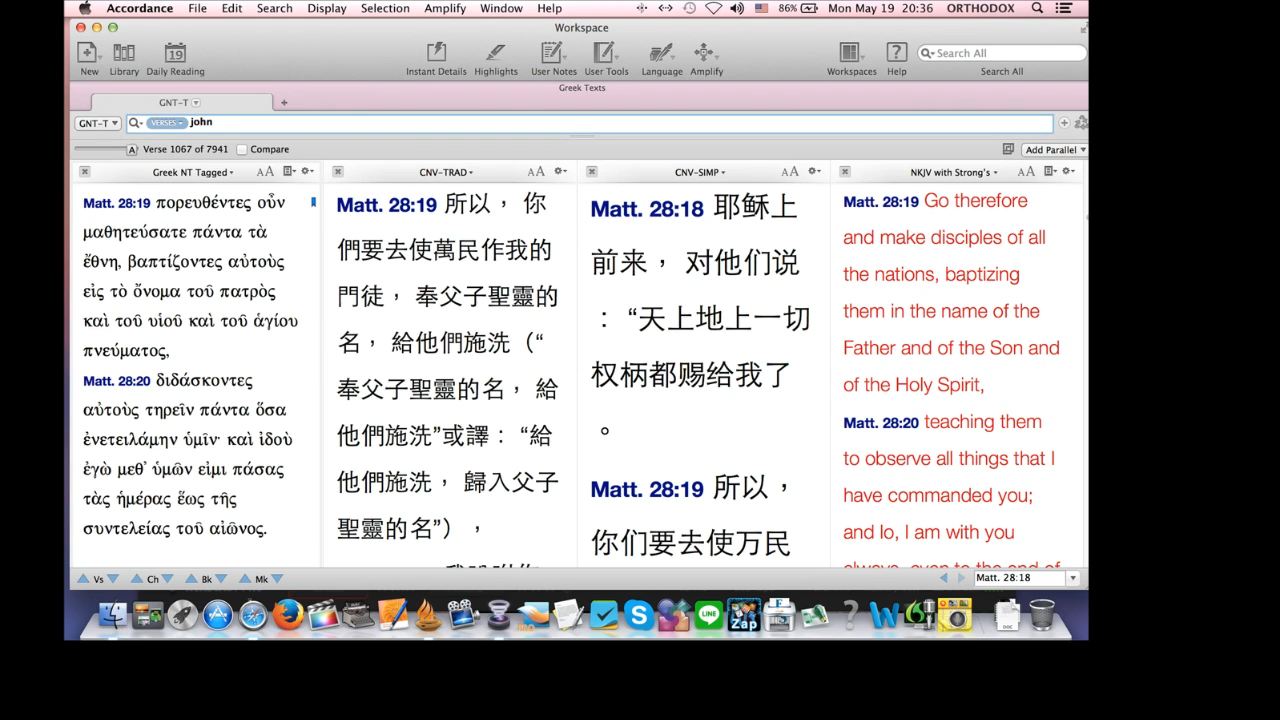 Accordance File Edit Search Display Selection Amplify Window Help 86% Mon May 19 20:36 ORTHODOX
Workspace
New Library Daily Reading Instant Details Highlights User Notes User Tools Language Amplify Workspaces Help Search All
Search All
Greek Texts
GNT-T
GNT-T VERSES john
Verse 1067 of 7941 Compare Add Parallel
Greek NT Tagged
Matt. 28:19 πορευθέντες οὖν
μαθητεύσατε πάντα τὰ
ἔθνη, βαπτίζοντες αὐτοὺς
εἰς τὸ ὄνομα τοῦ πατρὸς
καὶ τοῦ υἱοῦ καὶ τοῦ ἁγίου
πνεύματος,
Matt. 28:20 διδάσκοντες
αὐτοὺς τηρεῖν πάντα ὅσα
ἐνετειλάμην ὑμῖν· καὶ ἰδοὺ
ἐγὼ μεθ᾽ ὑμῶν εἰμι πάσας
τὰς ἡμέρας ἕως τῆς
συντελείας τοῦ αἰῶνος.
CNV-TRAD
Matt. 28:19 所以，你
們要去使萬民作我的
門徒，奉父子聖靈的
名，給他們施洗（“
奉父子聖靈的名，給
他們施洗”或譯：“給
他們施洗，歸入父子
聖靈的名”），
CNV-SIMP
Matt. 28:18 耶稣上
前来，对他们说
：“天上地上一切
权柄都赐给我了
。
Matt. 28:19 所以，
你们要去使万民
NKJV with Strong's
Matt. 28:19 Go therefore
and make disciples of all
the nations, baptizing
them in the name of the
Father and of the Son and
of the Holy Spirit,
Matt. 28:20 teaching them
to observe all things that I
have commanded you;
and lo, I am with you
always, even to the end of
Vs Ch Bk Mk Matt. 28:18
LINE Zap